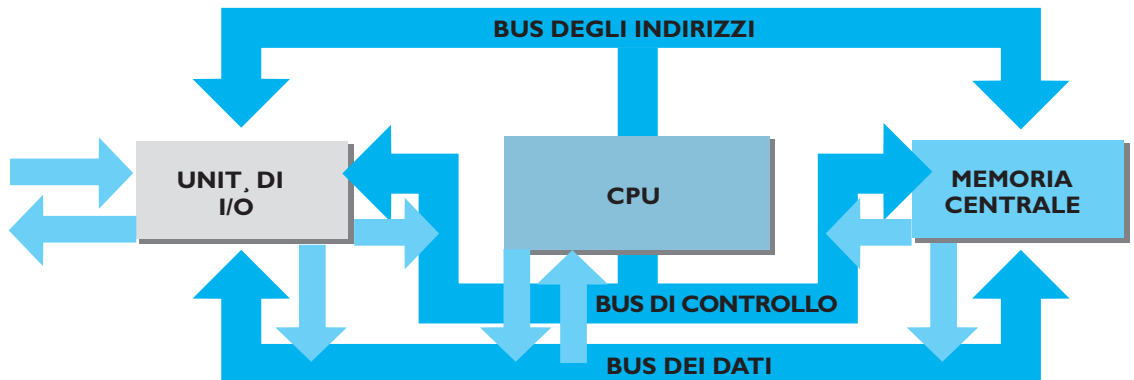 BUS DEGLI INDIRIZZI
UNIT¸ DI
I/O
CPU
MEMORIA
CENTRALE
BUS DI CONTROLLO
BUS DEI DATI